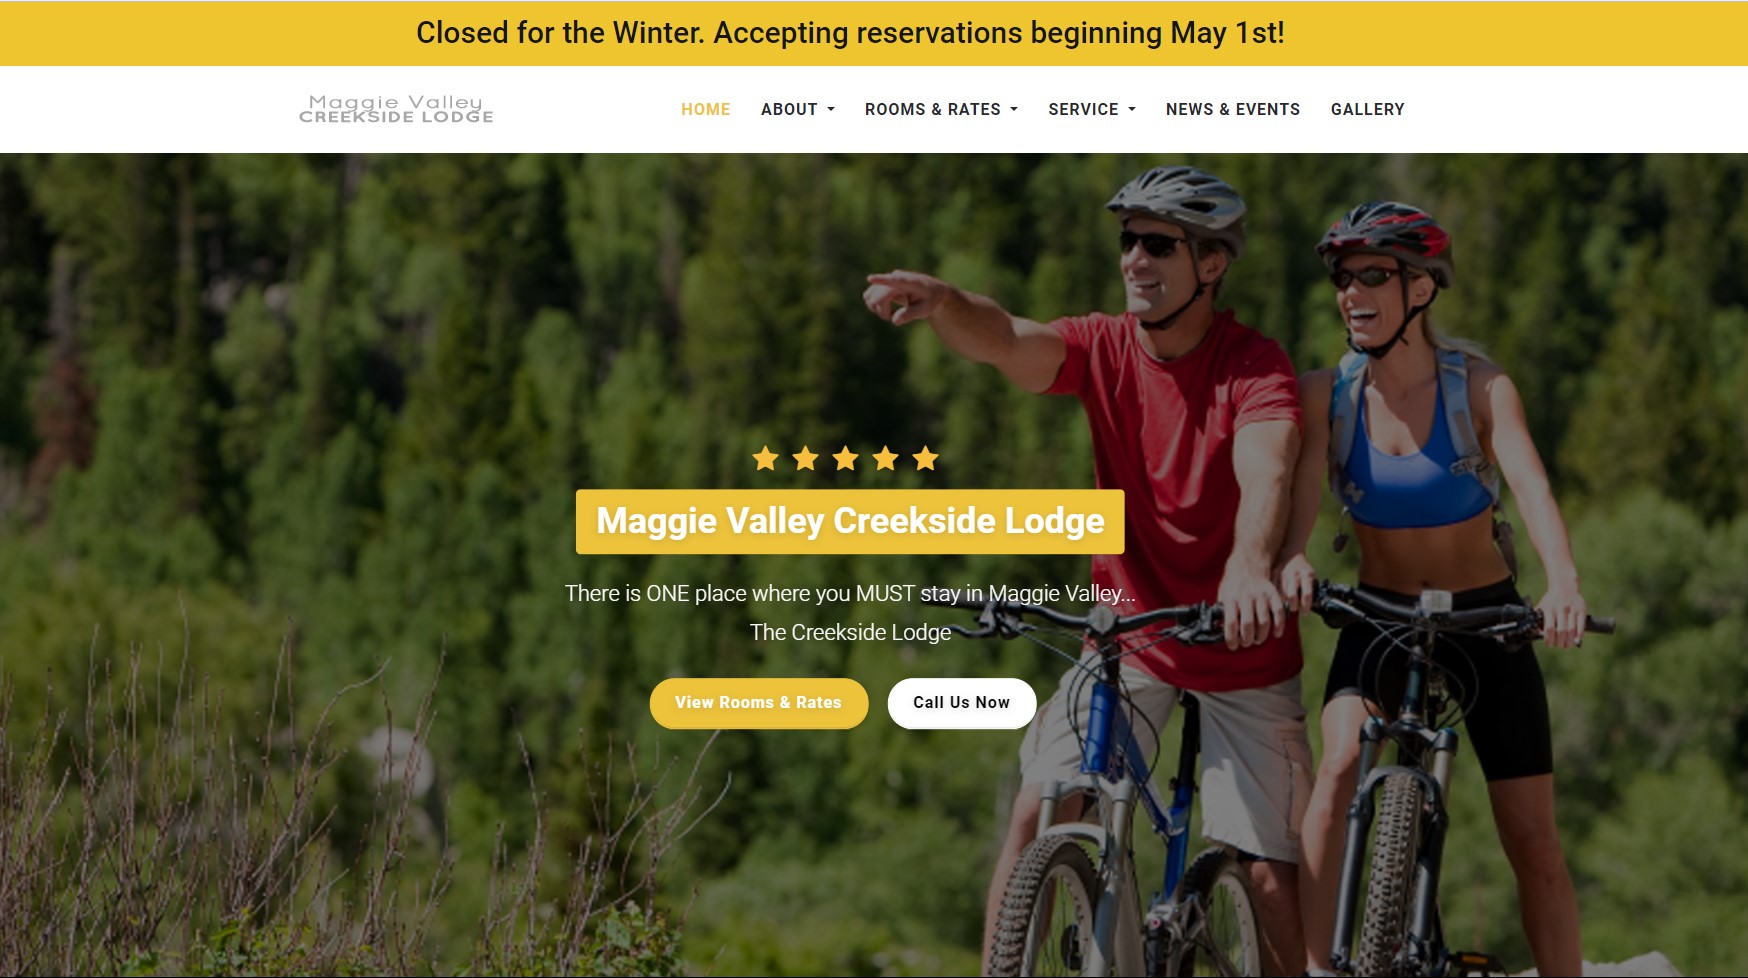 Closed for the Winter. Accepting reservations beginning May 1st!
Maggie Valley
CREEKSIDE LODGE
HOME ABOUT ROOMS & RATES SERVICE NEWS & EVENTS GALLERY
Maggie Valley Creekside Lodge
There is ONE place where you MUST stay in Maggie Valley...
The Creekside Lodge
View Rooms & Rates Call Us Now